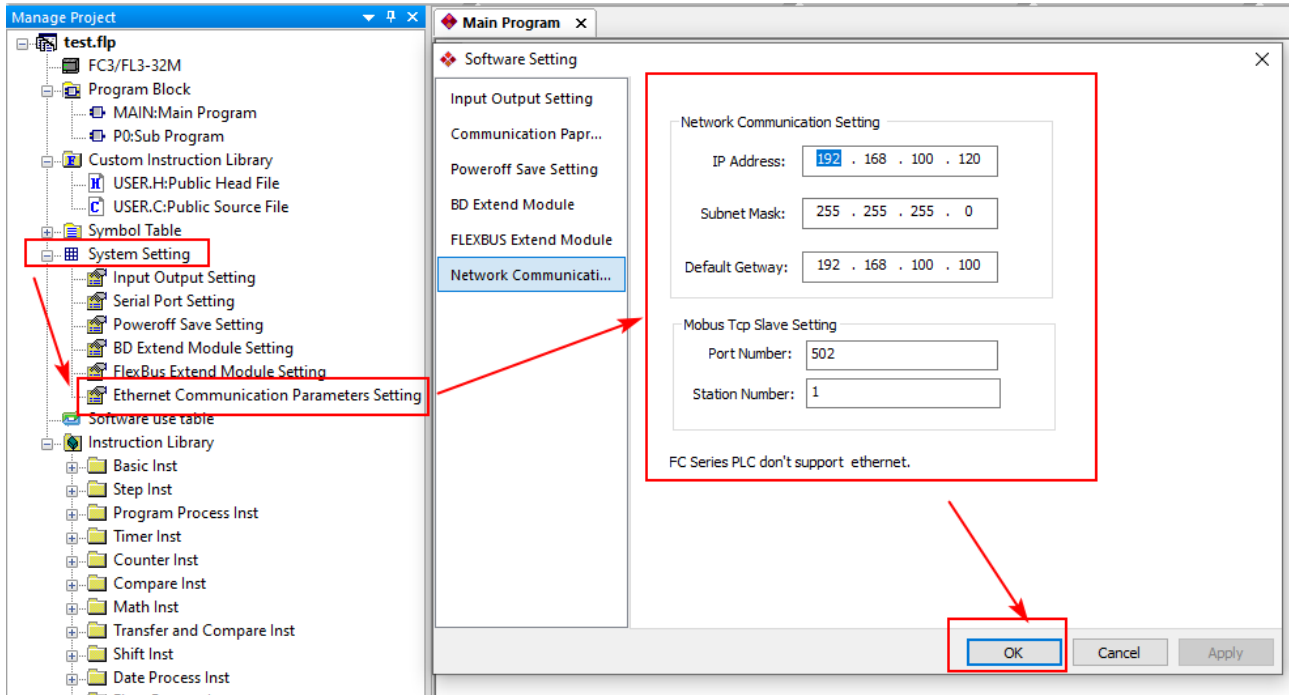 Manage Project
test.flp
FC3/FL3-32M
Program Block
MAIN:Main Program
P0:Sub Program
Custom Instruction Library
USER.H:Public Head File
USER.C:Public Source File
Symbol Table
System Setting
Input Output Setting
Serial Port Setting
Poweroff Save Setting
BD Extend Module Setting
FlexBus Extend Module Setting
Ethernet Communication Parameters Setting
Software use table
Instruction Library
Basic Inst
Step Inst
Program Process Inst
Timer Inst
Counter Inst
Compare Inst
Math Inst
Transfer and Compare Inst
Shift Inst
Date Process Inst
Main Program
Software Setting
Input Output Setting
Communication Papr...
Poweroff Save Setting
BD Extend Module
FLEXBUS Extend Module
Network Communicati...
Network Communication Setting
IP Address: 192 . 168 . 100 . 120
Subnet Mask: 255 . 255 . 255 . 0
Default Getway: 192 . 168 . 100 . 100
Mobus Tcp Slave Setting
Port Number: 502
Station Number: 1
FC Series PLC don't support ethernet.
OK Cancel Apply